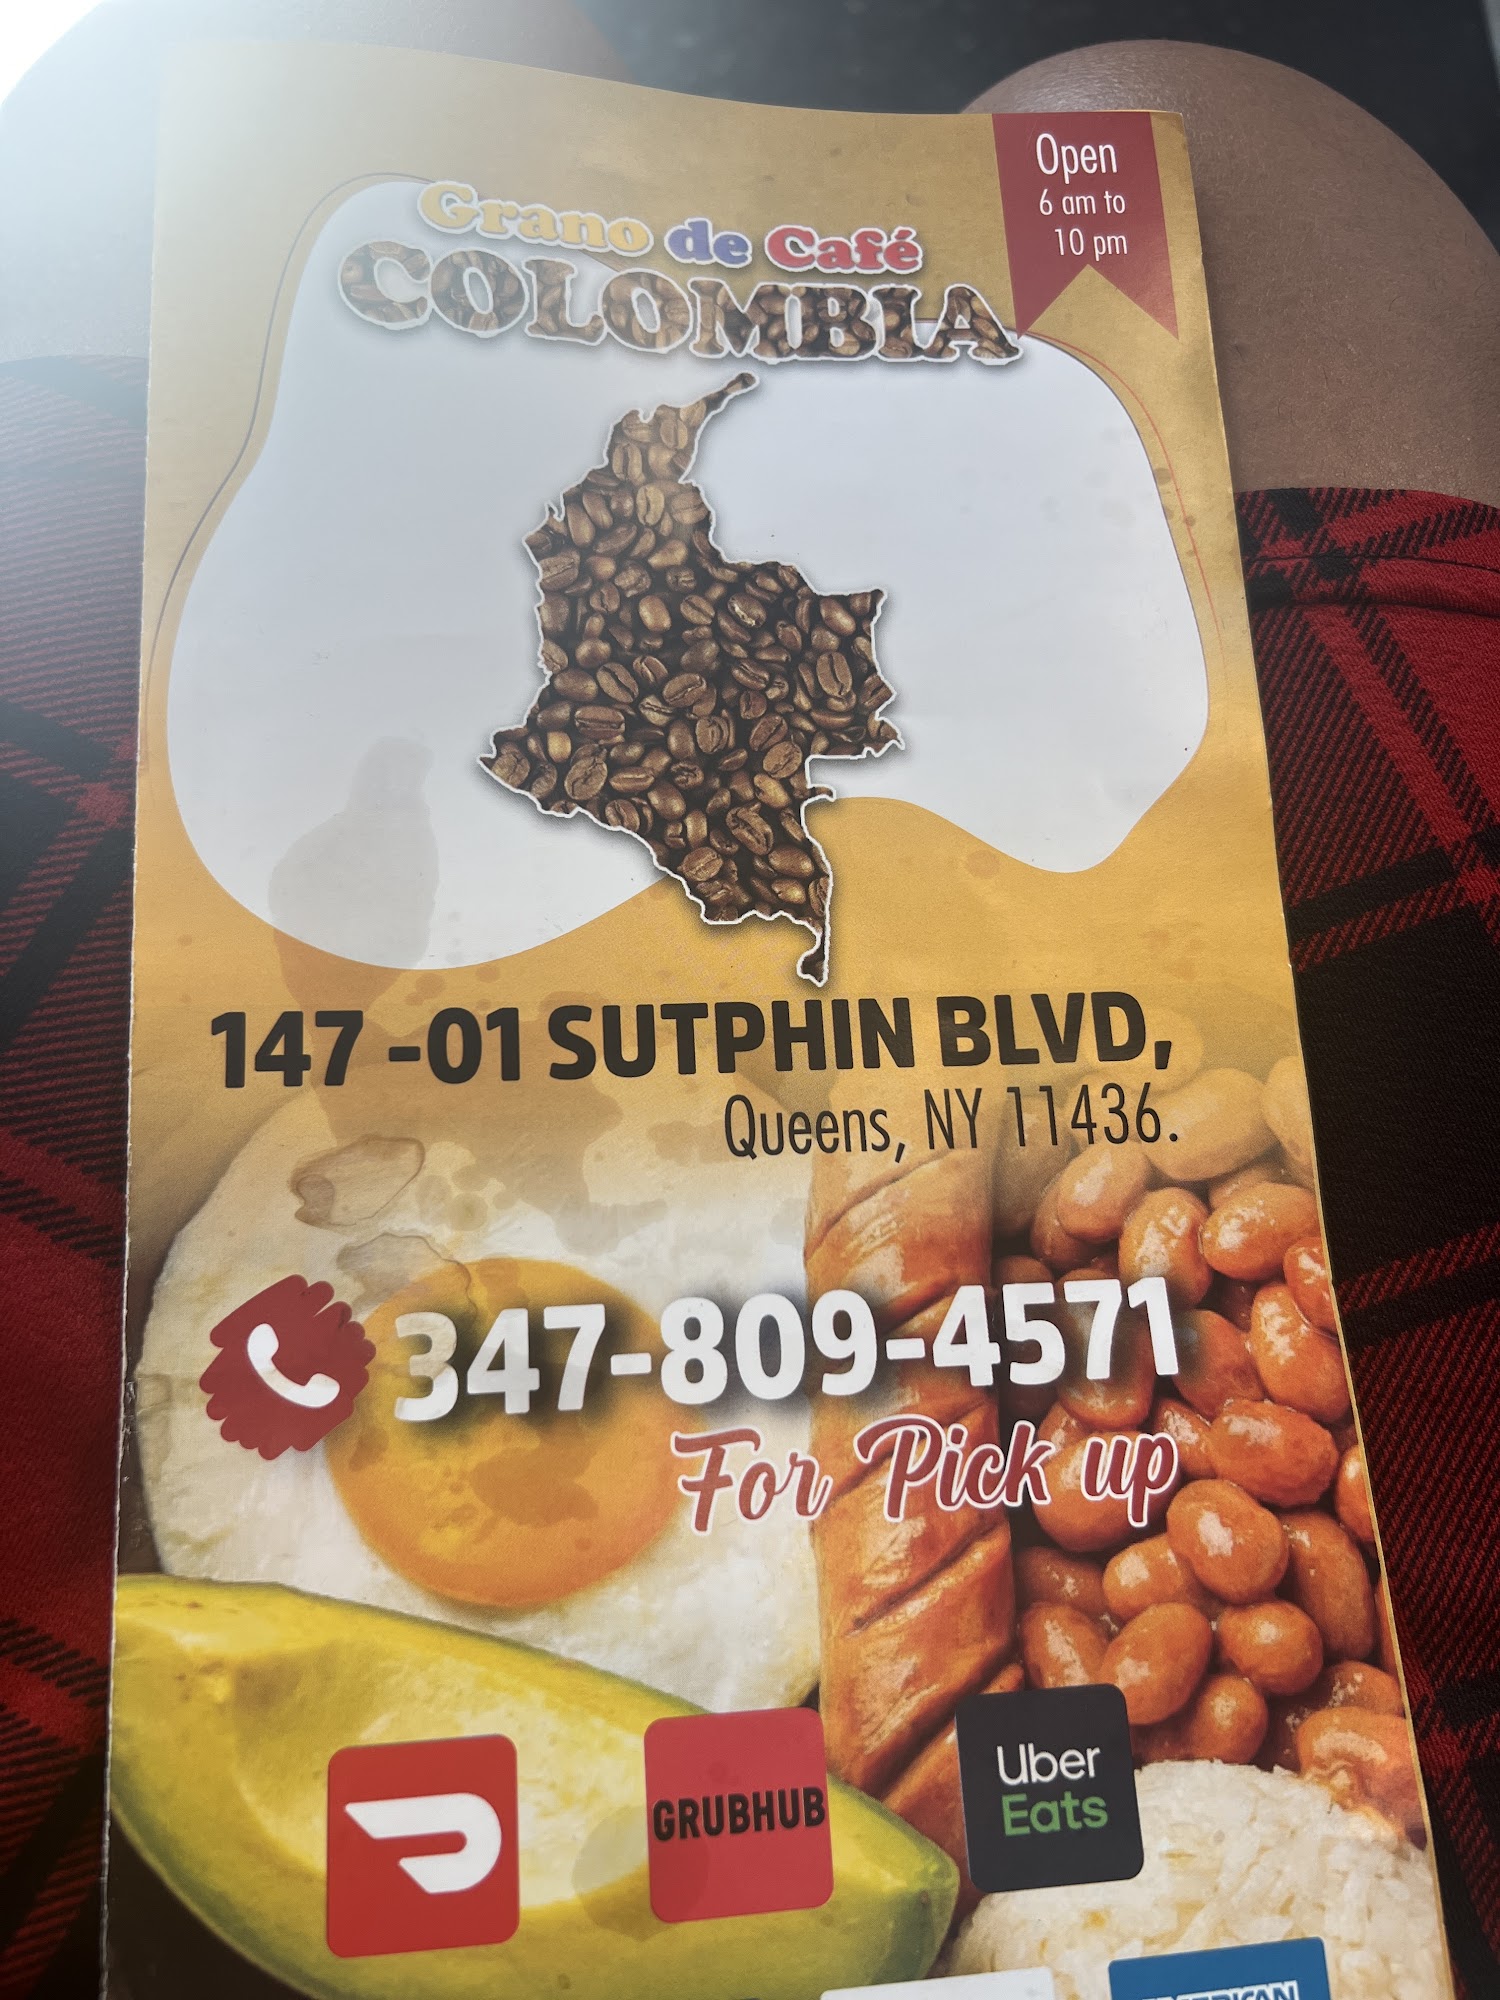 Open
6 am to
10 pm
Grano de Café
COLOMBIA
147 -01 SUTPHIN BLVD,
Queens, NY 11436.
347-809-4571
For Pick up
GRUBHUB
Uber
Eats
AMERICAN